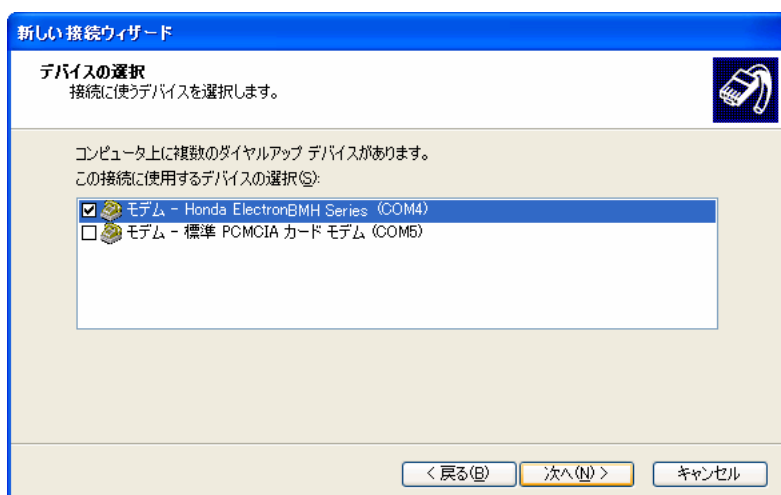 新しい接続ウィザード
デバイスの選択
接続に使うデバイスを選択します。
コンピュータ上に複数のダイヤルアップ デバイスがあります。
この接続に使用するデバイスの選択(S):
モデム - Honda ElectronBMH Series (COM4)
モデム - 標準 PCMCIA カード モデム (COM5)
< 戻る(B) 次へ(N) > キャンセル